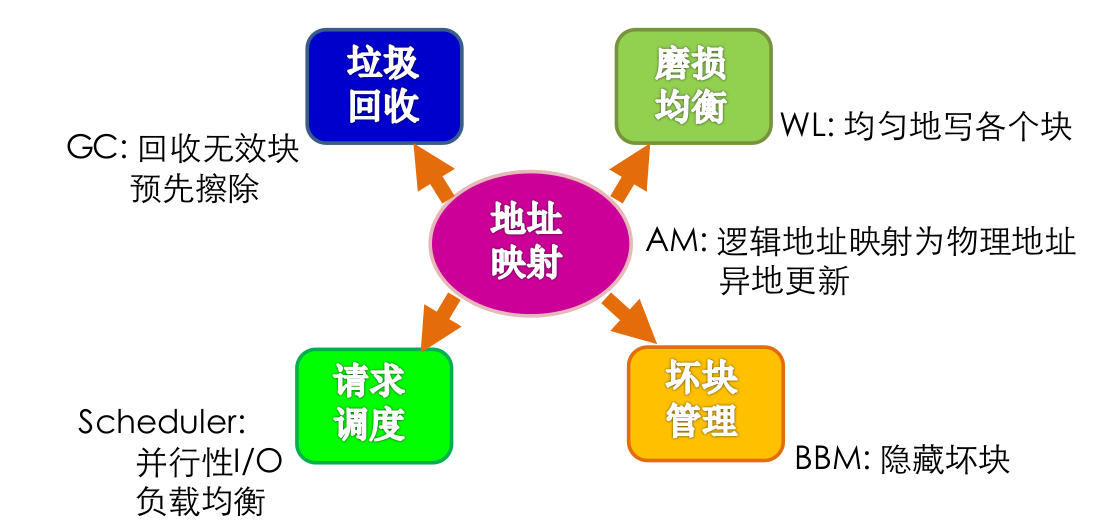 垃圾
回收
磨损
均衡
GC: 回收无效块
预先擦除
WL: 均匀地写各个块
地址
映射
AM: 逻辑地址映射为物理地址
异地更新
请求
调度
坏块
管理
Scheduler:
并行性I/O
负载均衡
BBM: 隐藏坏块